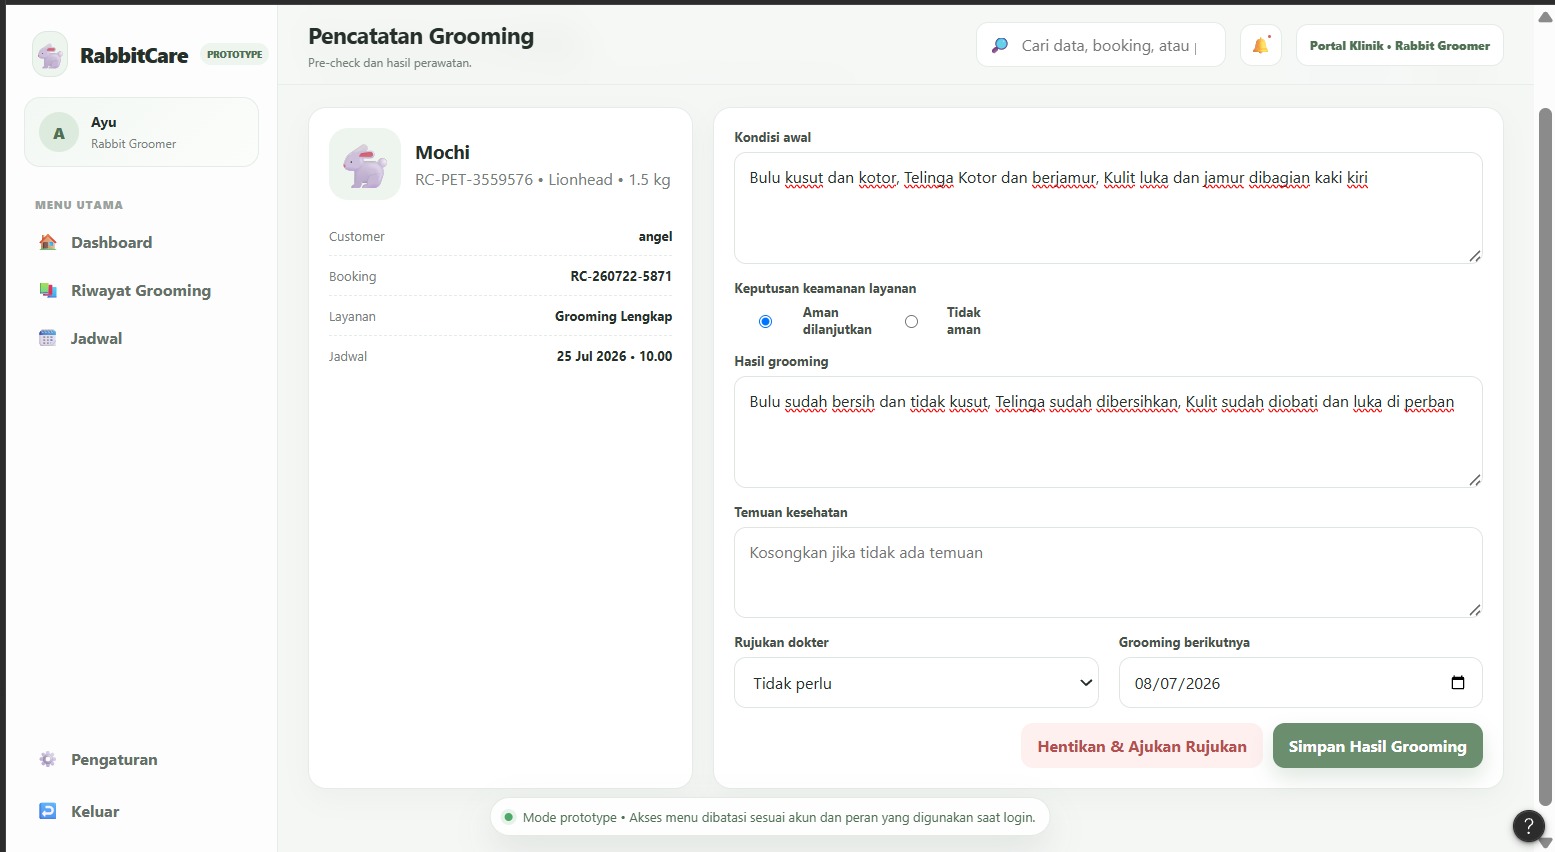 RabbitCare
PROTOTYPE
A
Ayu
Rabbit Groomer
MENU UTAMA
Dashboard
Riwayat Grooming
Jadwal
Pengaturan
Keluar
Pencatatan Grooming
Pre-check dan hasil perawatan.
Cari data, booking, atau
Portal Klinik • Rabbit Groomer
Mochi
RC-PET-3559576 • Lionhead • 1.5 kg
Customer angel
Booking RC-260722-5871
Layanan Grooming Lengkap
Jadwal 25 Jul 2026 • 10.00
Kondisi awal
Bulu kusut dan kotor, Telinga Kotor dan berjamur, Kulit luka dan jamur dibagian kaki kiri
Keputusan keamanan layanan
Aman
dilanjutkan
Tidak
aman
Hasil grooming
Bulu sudah bersih dan tidak kusut, Telinga sudah dibersihkan, Kulit sudah diobati dan luka di perban
Temuan kesehatan
Kosongkan jika tidak ada temuan
Rujukan dokter
Tidak perlu
Grooming berikutnya
08/07/2026
Hentikan & Ajukan Rujukan
Simpan Hasil Grooming
Mode prototype • Akses menu dibatasi sesuai akun dan peran yang digunakan saat login.
?